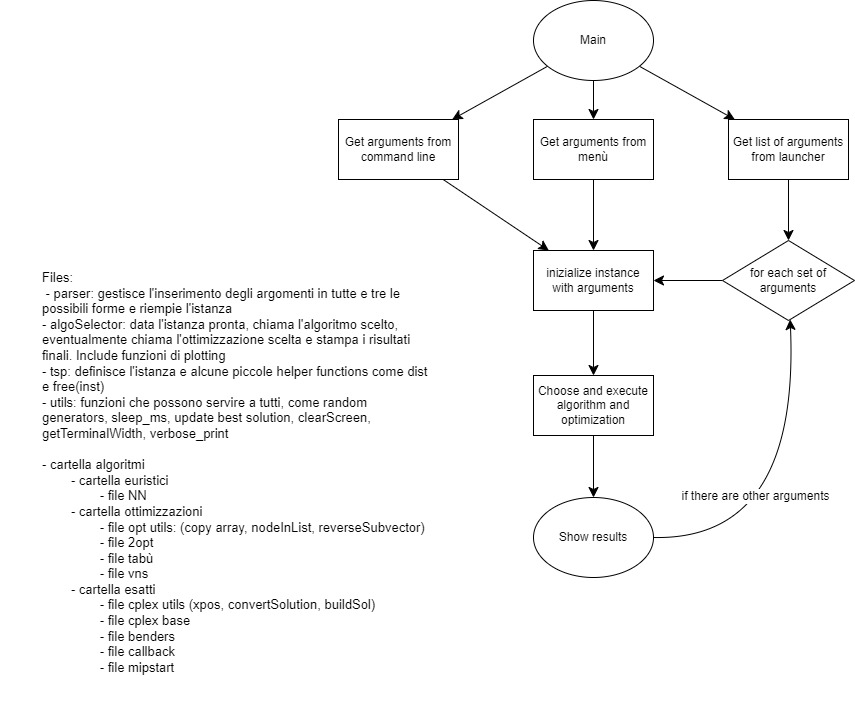 Main
Get arguments from
command line
Get arguments from
menù
Get list of arguments
from launcher
inizialize instance
with arguments
for each set of
arguments
Choose and execute
algorithm and
optimization
if there are other arguments
Show results
Files:
- parser: gestisce l'inserimento degli argomenti in tutte e tre le
possibili forme e riempie l'istanza
- algoSelector: data l'istanza pronta, chiama l'algoritmo scelto,
eventualmente chiama l'ottimizzazione scelta e stampa i risultati
finali. Include funzioni di plotting
- tsp: definisce l'istanza e alcune piccole helper functions come dist
e free(inst)
- utils: funzioni che possono servire a tutti, come random
generators, sleep_ms, update best solution, clearScreen,
getTerminalWidth, verbose_print
- cartella algoritmi
- cartella euristici
- file NN
- cartella ottimizzazioni
- file opt utils: (copy array, nodeInList, reverseSubvector)
- file 2opt
- file tabù
- file vns
- cartella esatti
- file cplex utils (xpos, convertSolution, buildSol)
- file cplex base
- file benders
- file callback
- file mipstart